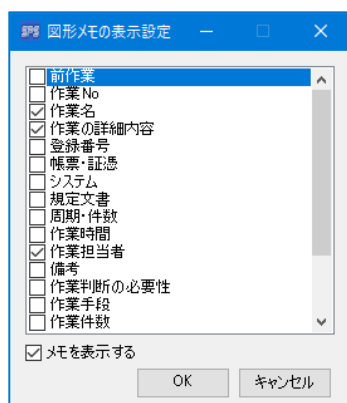 図形メモの表示設定
前作業
作業No
作業名
作業の詳細内容
登録番号
帳票・証憑
システム
規定文書
周期・件数
作業時間
作業担当者
備考
作業判断の必要性
作業手段
作業件数
メモを表示する
OK キャンセル